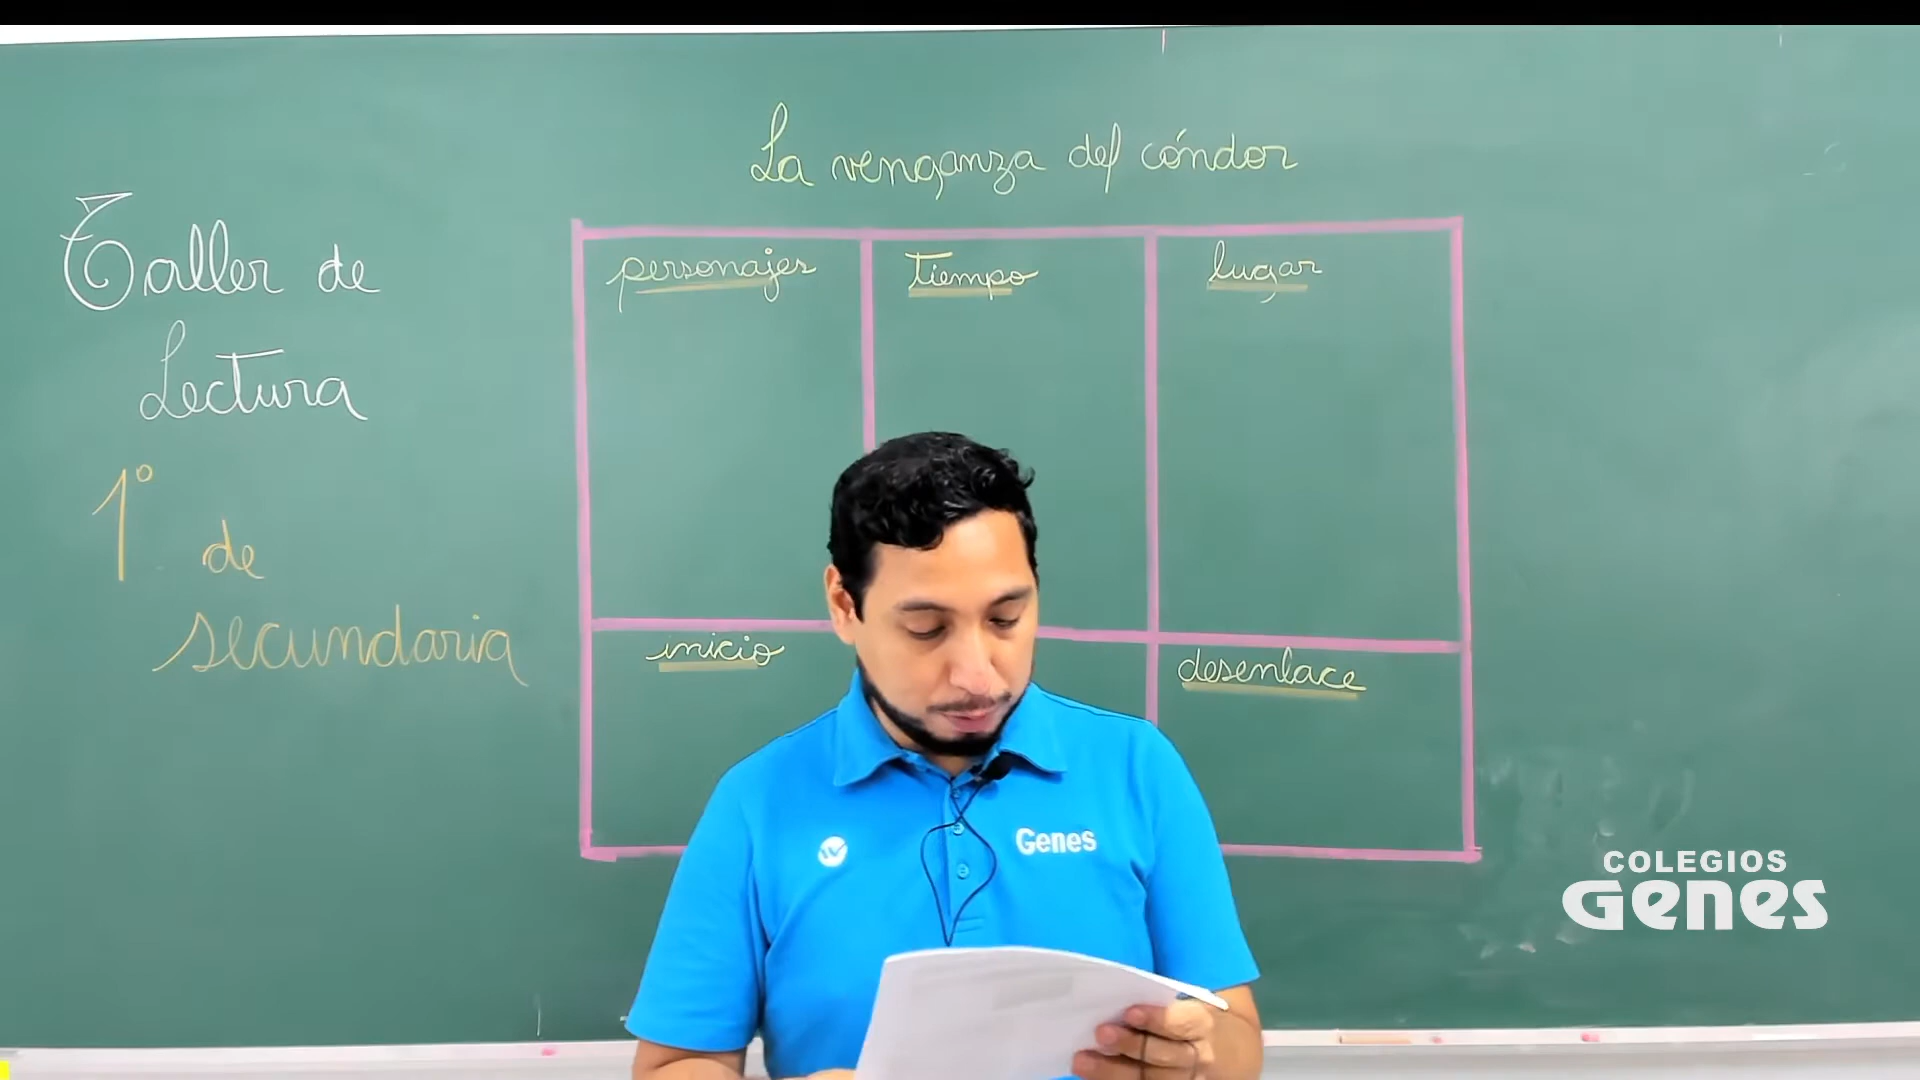 La venganza del cóndor
Taller de
Lectura
1° de
secundaria
personajes
tiempo
lugar
inicio
desenlace
Genes
COLEGIOS
Genes